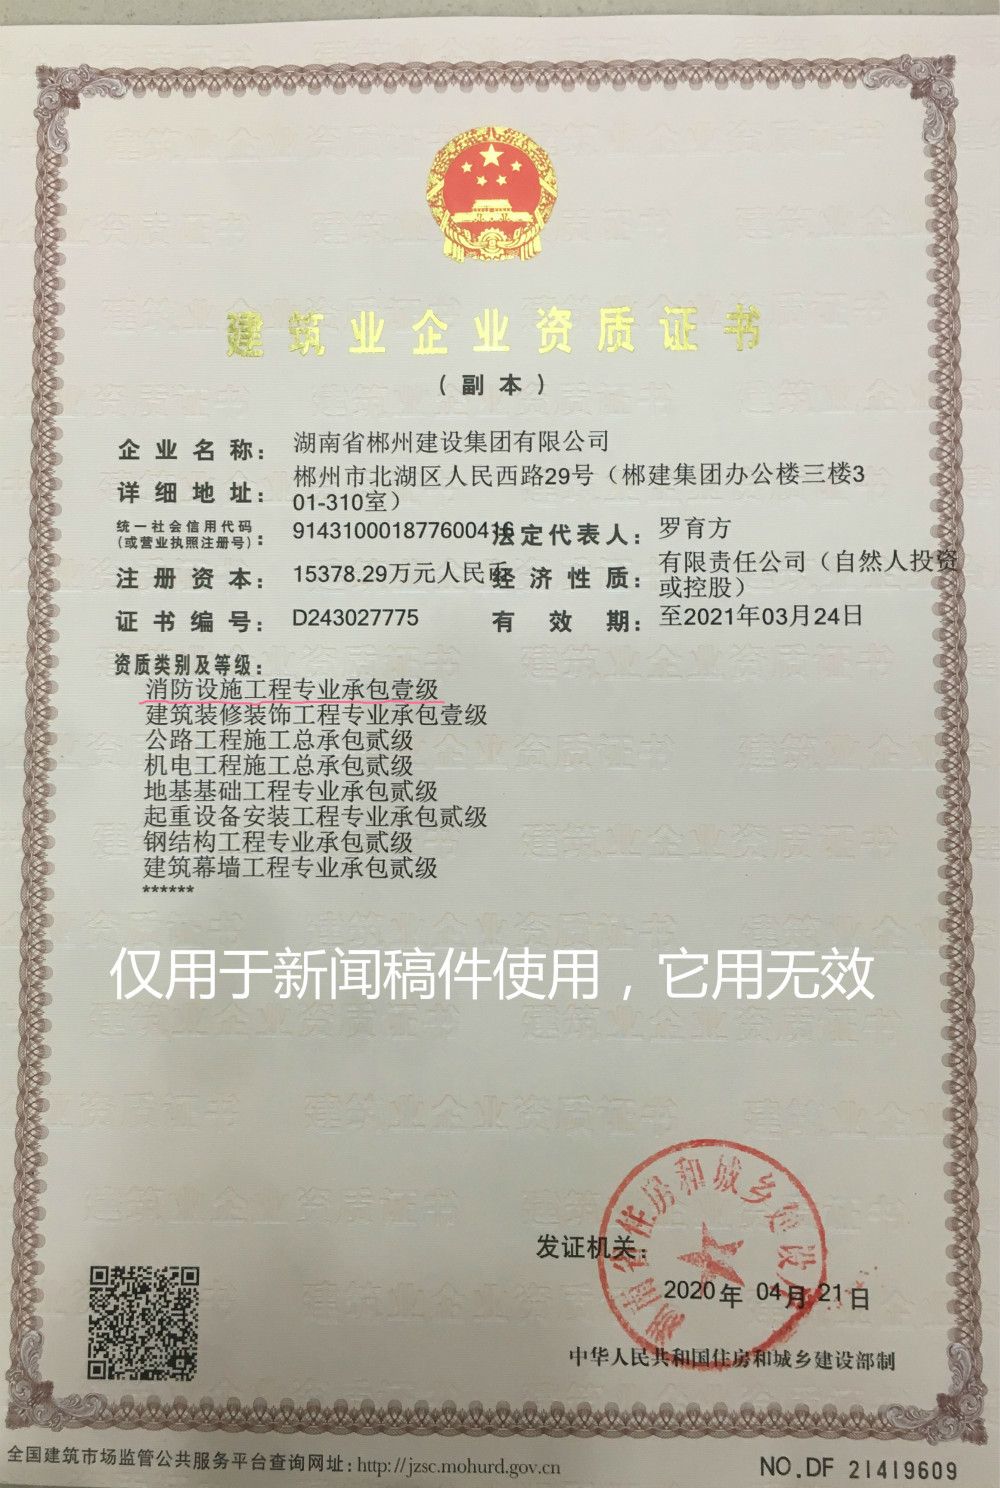 建筑业企业资质证书
（副本）
企业名称：湖南省郴州建设集团有限公司
详细地址：郴州市北湖区人民西路29号（郴建集团办公楼三楼3
01-310室）
统一社会信用代码
(或营业执照注册号)：914310001877600416 法定代表人：罗育方
注册资本：15378.29万元人民币 经济性质：有限责任公司（自然人投资
或控股）
证书编号：D243027775 有效期：至2021年03月24日
资质类别及等级：
消防设施工程专业承包壹级
建筑装修装饰工程专业承包壹级
公路工程施工总承包贰级
机电工程施工总承包贰级
地基基础工程专业承包贰级
起重设备安装工程专业承包贰级
钢结构工程专业承包贰级
建筑幕墙工程专业承包贰级
******
仅用于新闻稿件使用，它用无效
湖南省住房和城乡建设厅
发证机关：
2020年 04月 21日
中华人民共和国住房和城乡建设部制
全国建筑市场监管公共服务平台查询网址：http://jzsc.mohurd.gov.cn
NO.DF 21419609